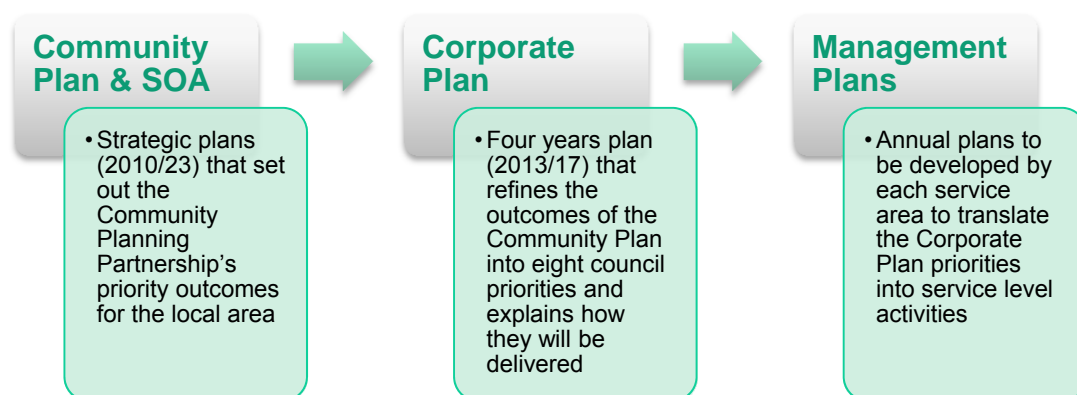 Community
Plan & SOA
• Strategic plans
(2010/23) that set
out the
Community
Planning
Partnership’s
priority outcomes
for the local area
Corporate
Plan
• Four years plan
(2013/17) that
refines the
outcomes of the
Community Plan
into eight council
priorities and
explains how
they will be
delivered
Management
Plans
• Annual plans to
be developed by
each service
area to translate
the Corporate
Plan priorities
into service level
activities